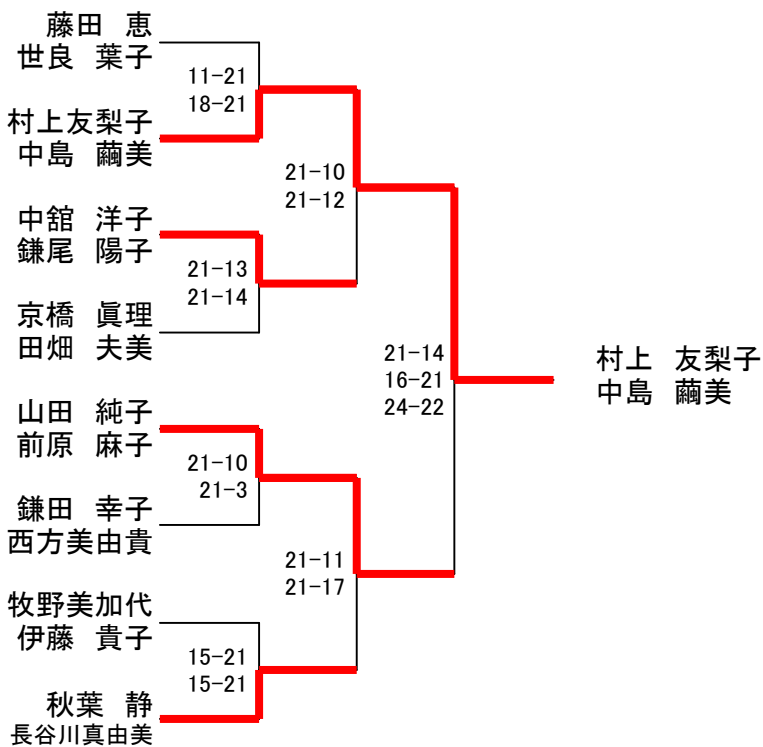 藤田　恵
世良　葉子
11-21
18-21
村上友梨子
中島　繭美
21-10
21-12
中舘　洋子
鎌尾　陽子
21-13
21-14
京橋　眞理
田畑　夫美
21-14
16-21
24-22
村上　友梨子
中島　繭美
山田　純子
前原　麻子
21-10
21-3
鎌田　幸子
西方美由貴
21-11
21-17
牧野美加代
伊藤　貴子
15-21
15-21
秋葉　静
長谷川真由美